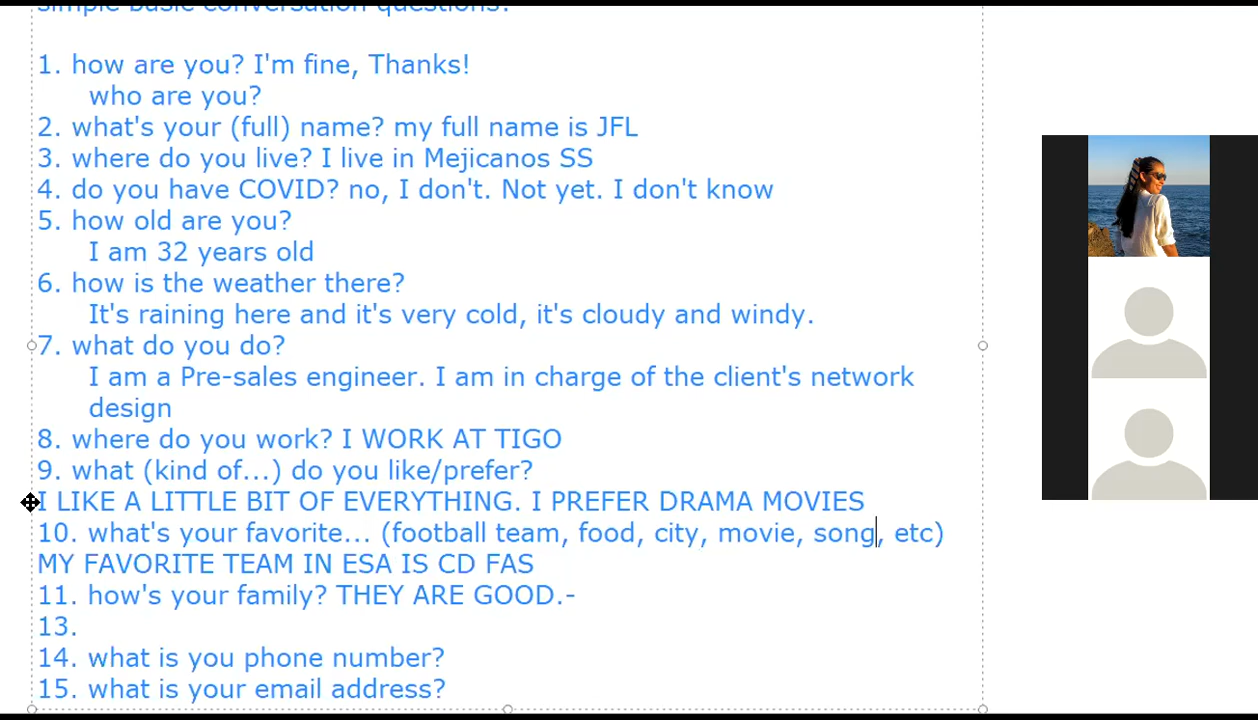 simple basic conversation questions?
1. how are you? I'm fine, Thanks!
who are you?
2. what's your (full) name? my full name is JFL
3. where do you live? I live in Mejicanos SS
4. do you have COVID? no, I don't. Not yet. I don't know
5. how old are you?
I am 32 years old
6. how is the weather there?
It's raining here and it's very cold, it's cloudy and windy.
7. what do you do?
I am a Pre-sales engineer. I am in charge of the client's network
design
8. where do you work? I WORK AT TIGO
9. what (kind of...) do you like/prefer?
I LIKE A LITTLE BIT OF EVERYTHING. I PREFER DRAMA MOVIES
10. what's your favorite... (football team, food, city, movie, song, etc)
MY FAVORITE TEAM IN ESA IS CD FAS
11. how's your family? THEY ARE GOOD.-
13.
14. what is you phone number?
15. what is your email address?